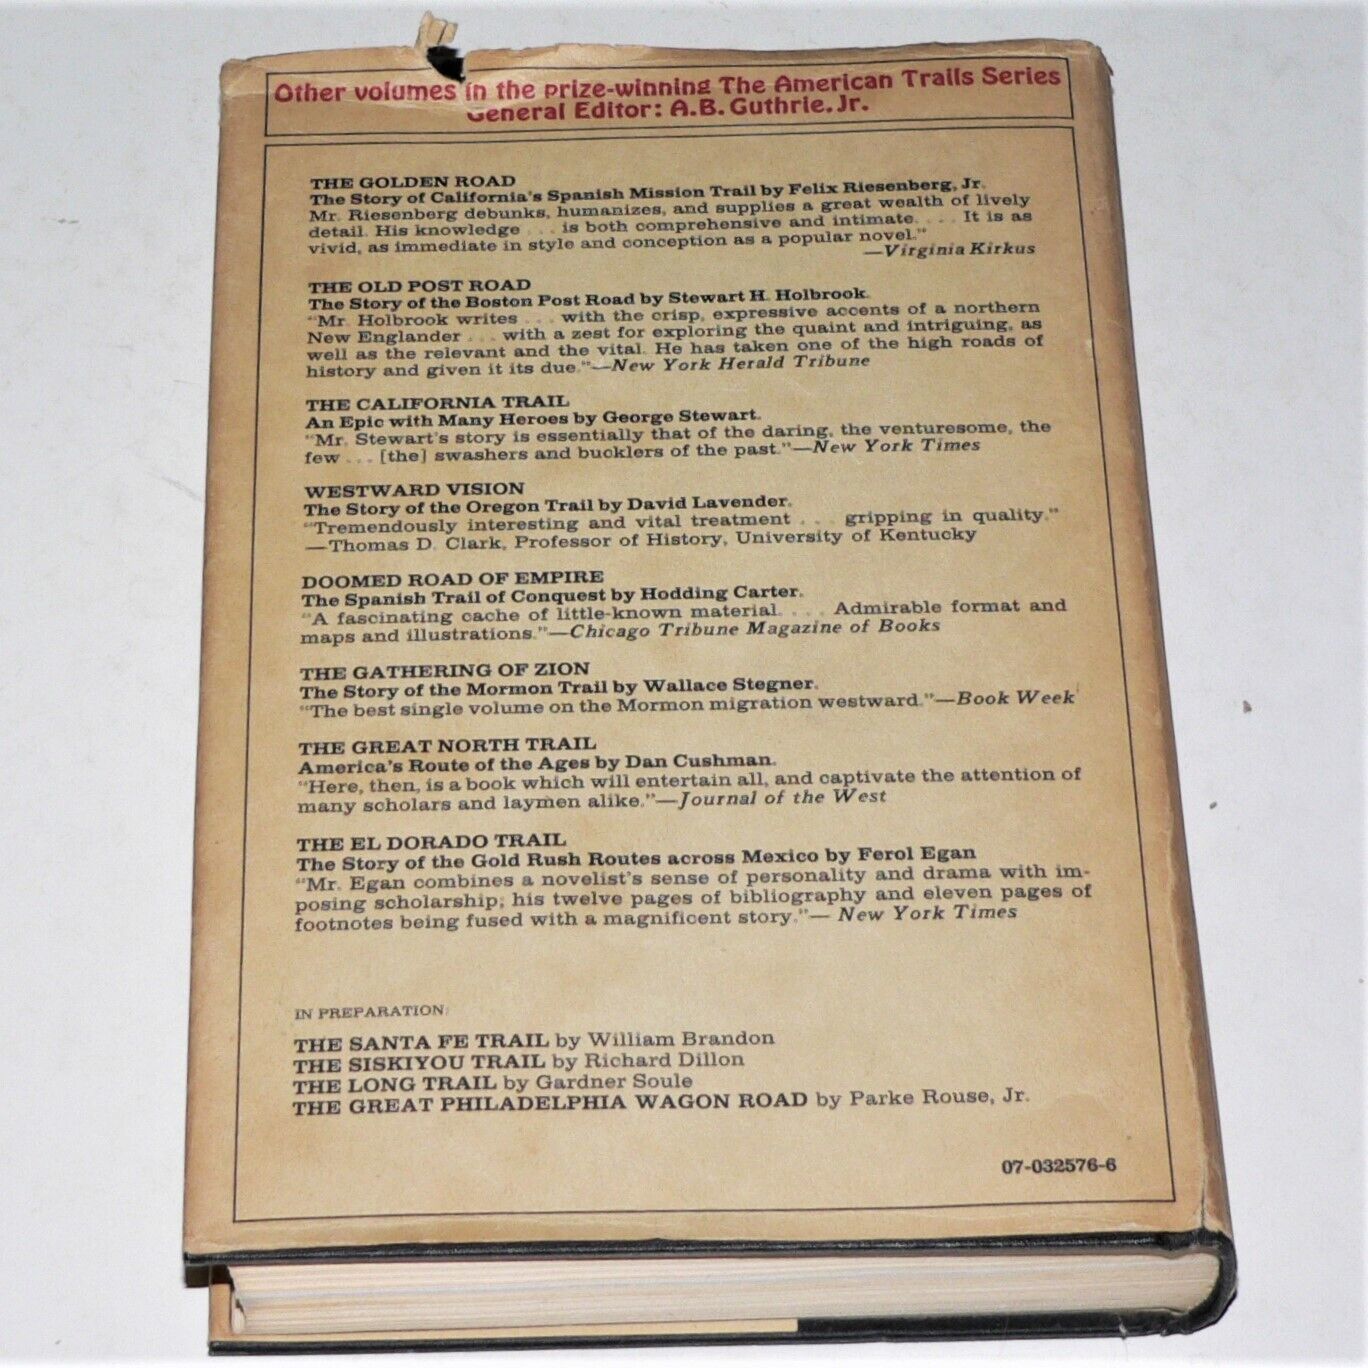 Other volumes in the prize-winning The American Trails Series
General Editor: A.B. Guthrie, Jr.
THE GOLDEN ROAD
The Story of California's Spanish Mission Trail by Felix Riesenberg, Jr.
Mr. Riesenberg debunks, humanizes, and supplies a great wealth of lively
detail. His knowledge . . . is both comprehensive and intimate. . . . It is as
vivid, as immediate in style and conception as a popular novel."
—Virginia Kirkus
THE OLD POST ROAD
The Story of the Boston Post Road by Stewart H. Holbrook.
"Mr. Holbrook writes . . . with the crisp, expressive accents of a northern
New Englander . . . with a zest for exploring the quaint and intriguing, as
well as the relevant and the vital. He has taken one of the high roads of
history and given it its due."—New York Herald Tribune
THE CALIFORNIA TRAIL
An Epic with Many Heroes by George Stewart.
"Mr. Stewart's story is essentially that of the daring, the venturesome, the
few . . . [the] swashers and bucklers of the past."—New York Times
WESTWARD VISION
The Story of the Oregon Trail by David Lavender.
"Tremendously interesting and vital treatment . . . gripping in quality."
—Thomas D. Clark, Professor of History, University of Kentucky
DOOMED ROAD OF EMPIRE
The Spanish Trail of Conquest by Hodding Carter.
"A fascinating cache of little-known material. . . . Admirable format and
maps and illustrations."—Chicago Tribune Magazine of Books
THE GATHERING OF ZION
The Story of the Mormon Trail by Wallace Stegner.
"The best single volume on the Mormon migration westward."—Book Week
THE GREAT NORTH TRAIL
America's Route of the Ages by Dan Cushman.
"Here, then, is a book which will entertain all, and captivate the attention of
many scholars and laymen alike."—Journal of the West
THE EL DORADO TRAIL
The Story of the Gold Rush Routes across Mexico by Ferol Egan
"Mr. Egan combines a novelist's sense of personality and drama with im-
posing scholarship; his twelve pages of bibliography and eleven pages of
footnotes being fused with a magnificent story."— New York Times
IN PREPARATION:
THE SANTA FE TRAIL by William Brandon
THE SISKIYOU TRAIL by Richard Dillon
THE LONG TRAIL by Gardner Soule
THE GREAT PHILADELPHIA WAGON ROAD by Parke Rouse, Jr.
07-032576-6